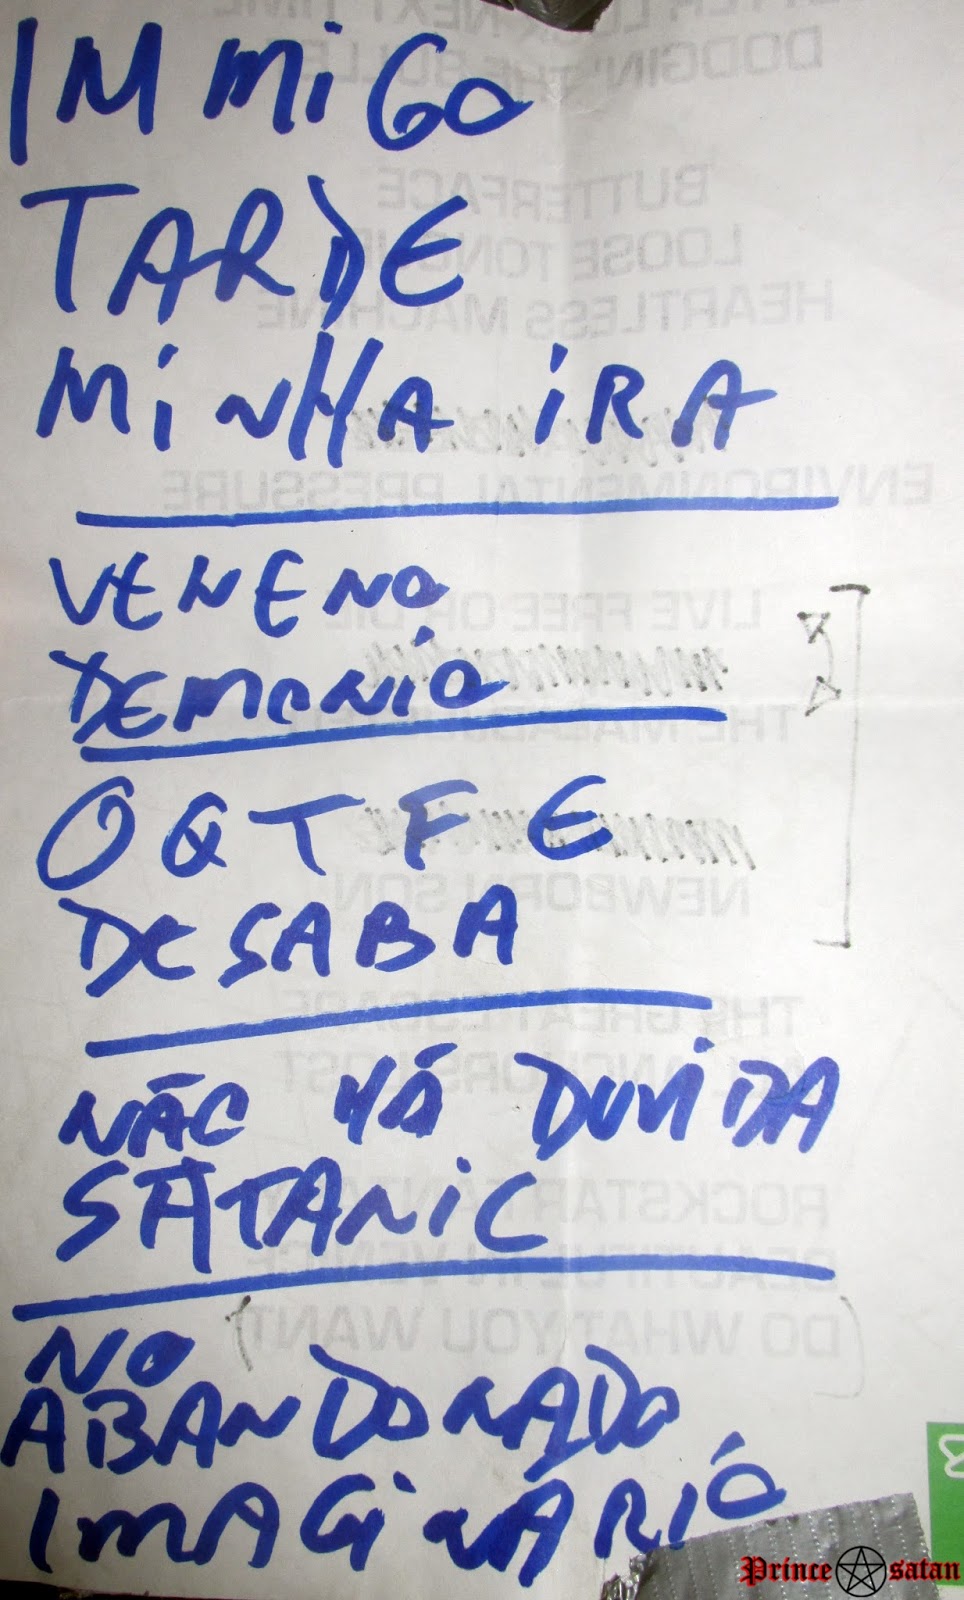 IMMIGO
TARDE
MINHA IRA
VENENO
DEMONIO
OQTFE
DESABA
NÃO HÁ DUVIDA
SATANIC
NO
ABANDONADO
IMAGINARIO
Prince satan